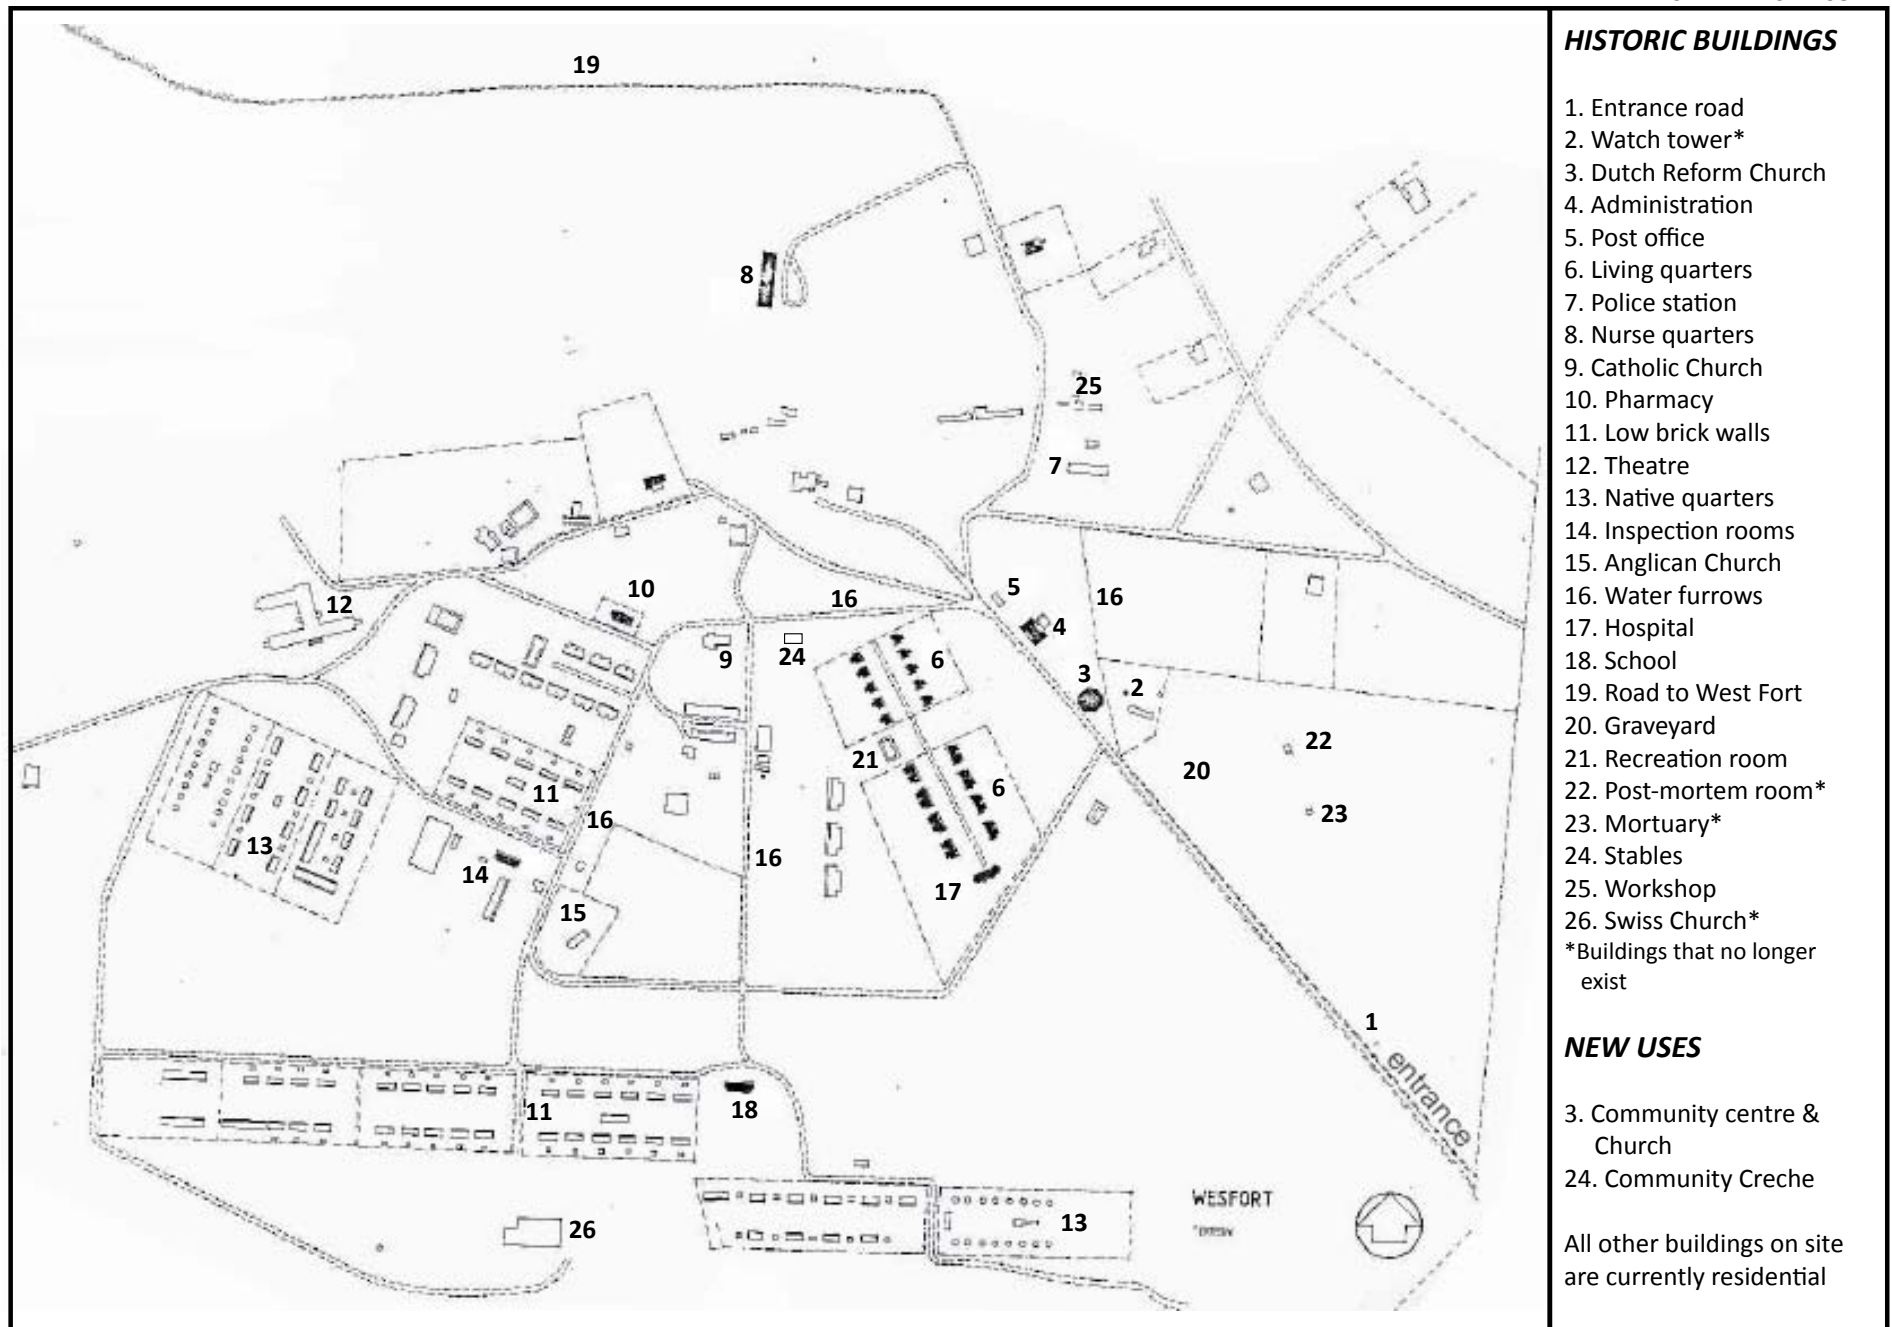 19
8
25
7
12
10
16
5
16
4
9
24
6
3
2
21
20
22
11
16
6
23
13
16
14
17
15
1
entrance
11
18
WESFORT
13
26
HISTORIC BUILDINGS
1. Entrance road
2. Watch tower*
3. Dutch Reform Church
4. Administration
5. Post office
6. Living quarters
7. Police station
8. Nurse quarters
9. Catholic Church
10. Pharmacy
11. Low brick walls
12. Theatre
13. Native quarters
14. Inspection rooms
15. Anglican Church
16. Water furrows
17. Hospital
18. School
19. Road to West Fort
20. Graveyard
21. Recreation room
22. Post-mortem room*
23. Mortuary*
24. Stables
25. Workshop
26. Swiss Church*
*Buildings that no longer
exist
NEW USES
3. Community centre &
Church
24. Community Creche
All other buildings on site
are currently residential